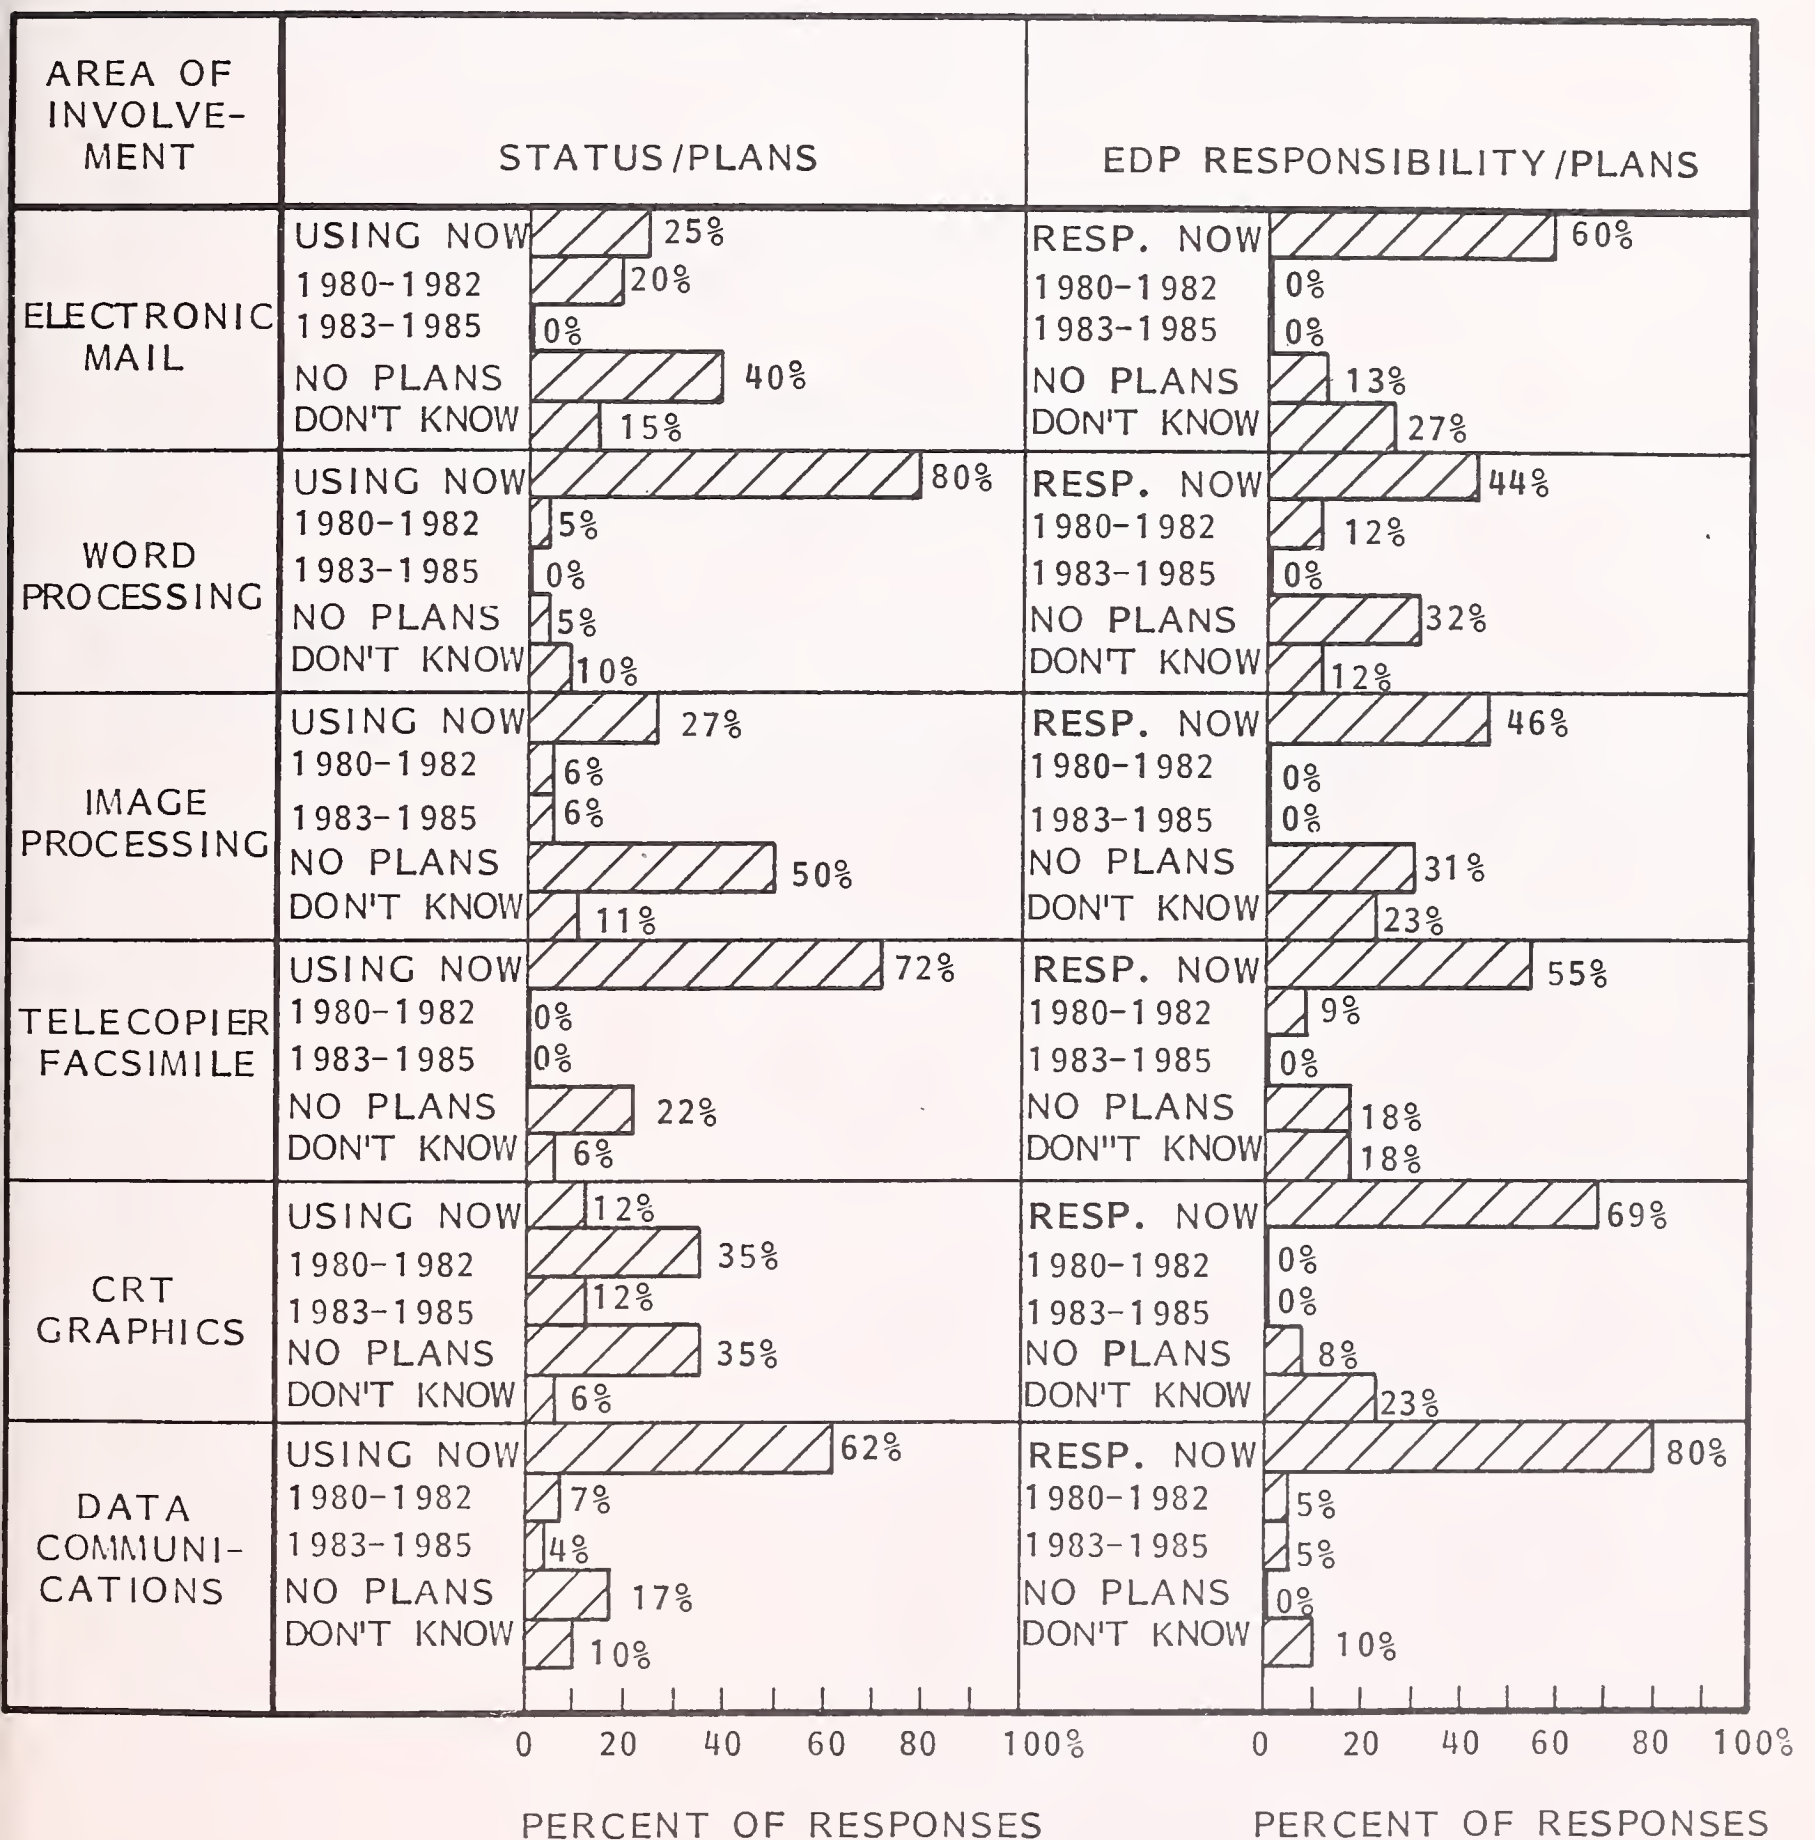 AREA OF
INVOLVE-
MENT
STATUS/PLANS
EDP RESPONSIBILITY/PLANS
ELECTRONIC
MAIL
USING NOW 25%
1980-1982 20%
1983-1985 0%
NO PLANS 40%
DON'T KNOW 15%
RESP. NOW 60%
1980-1982 0%
1983-1985 0%
NO PLANS 13%
DON'T KNOW 27%
WORD
PROCESSING
USING NOW 80%
1980-1982 5%
1983-1985 0%
NO PLANS 5%
DON'T KNOW 10%
RESP. NOW 44%
1980-1982 12%
1983-1985 0%
NO PLANS 32%
DON'T KNOW 12%
IMAGE
PROCESSING
USING NOW 27%
1980-1982 6%
1983-1985 6%
NO PLANS 50%
DON'T KNOW 11%
RESP. NOW 46%
1980-1982 0%
1983-1985 0%
NO PLANS 31%
DON'T KNOW 23%
TELECOPIER
FACSIMILE
USING NOW 72%
1980-1982 0%
1983-1985 0%
NO PLANS 22%
DON'T KNOW 6%
RESP. NOW 55%
1980-1982 9%
1983-1985 0%
NO PLANS 18%
DON"T KNOW 18%
CRT
GRAPHICS
USING NOW 12%
1980-1982 35%
1983-1985 12%
NO PLANS 35%
DON'T KNOW 6%
RESP. NOW 69%
1980-1982 0%
1983-1985 0%
NO PLANS 8%
DON'T KNOW 23%
DATA
COMMUNI-
CATIONS
USING NOW 62%
1980-1982 7%
1983-1985 4%
NO PLANS 17%
DON'T KNOW 10%
RESP. NOW 80%
1980-1982 5%
1983-1985 5%
NO PLANS 0%
DON'T KNOW 10%
0 20 40 60 80 100%
0 20 40 60 80 100%
PERCENT OF RESPONSES
PERCENT OF RESPONSES